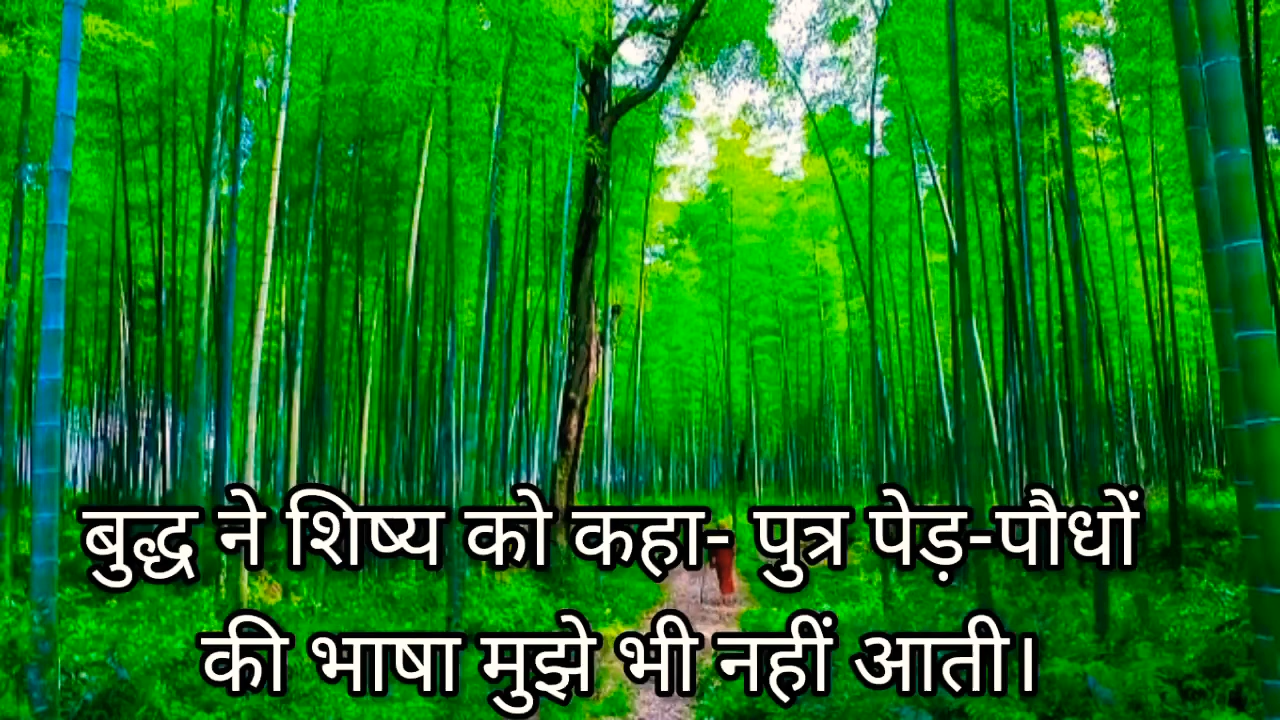 बुद्ध ने शिष्य को कहा- पुत्र पेड़-पौधों
की भाषा मुझे भी नहीं आती।